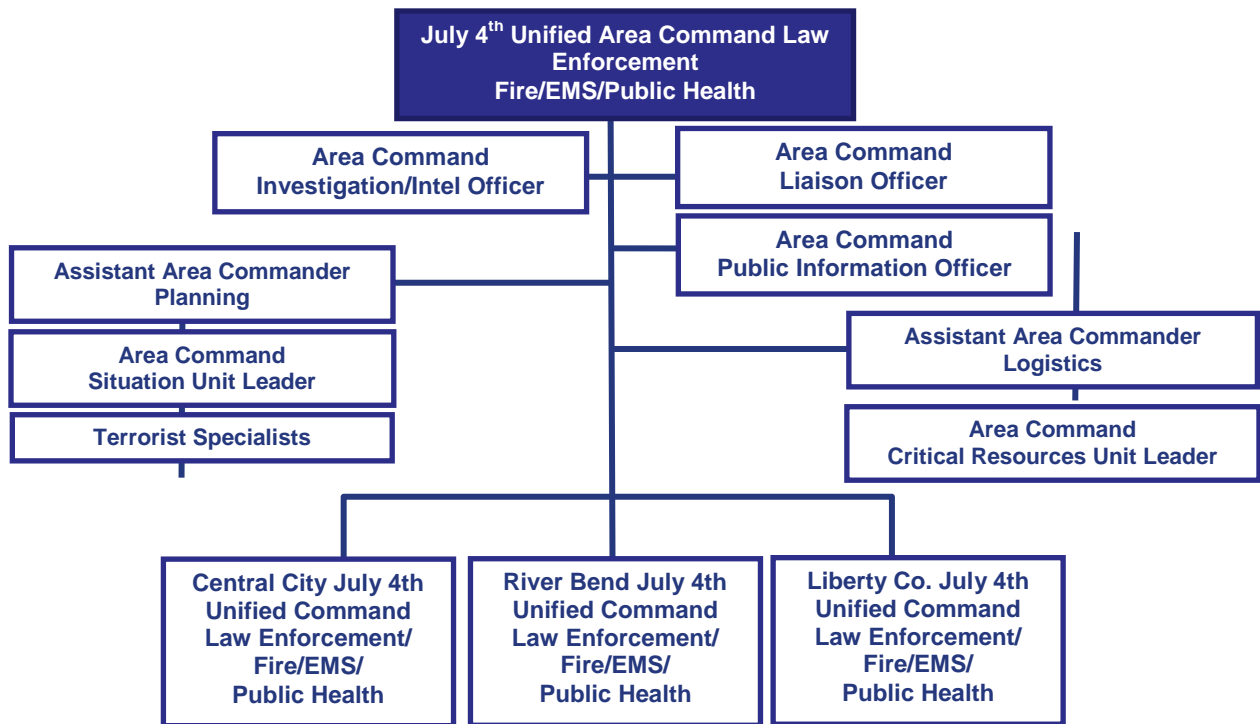 July 4th Unified Area Command Law
Enforcement
Fire/EMS/Public Health
Area Command
Investigation/Intel Officer
Area Command
Liaison Officer
Area Command
Public Information Officer
Assistant Area Commander
Planning
Area Command
Situation Unit Leader
Terrorist Specialists
Assistant Area Commander
Logistics
Area Command
Critical Resources Unit Leader
Central City July 4th
Unified Command
Law Enforcement/
Fire/EMS/
Public Health
River Bend July 4th
Unified Command
Law Enforcement/
Fire/EMS/
Public Health
Liberty Co. July 4th
Unified Command
Law Enforcement/
Fire/EMS/
Public Health